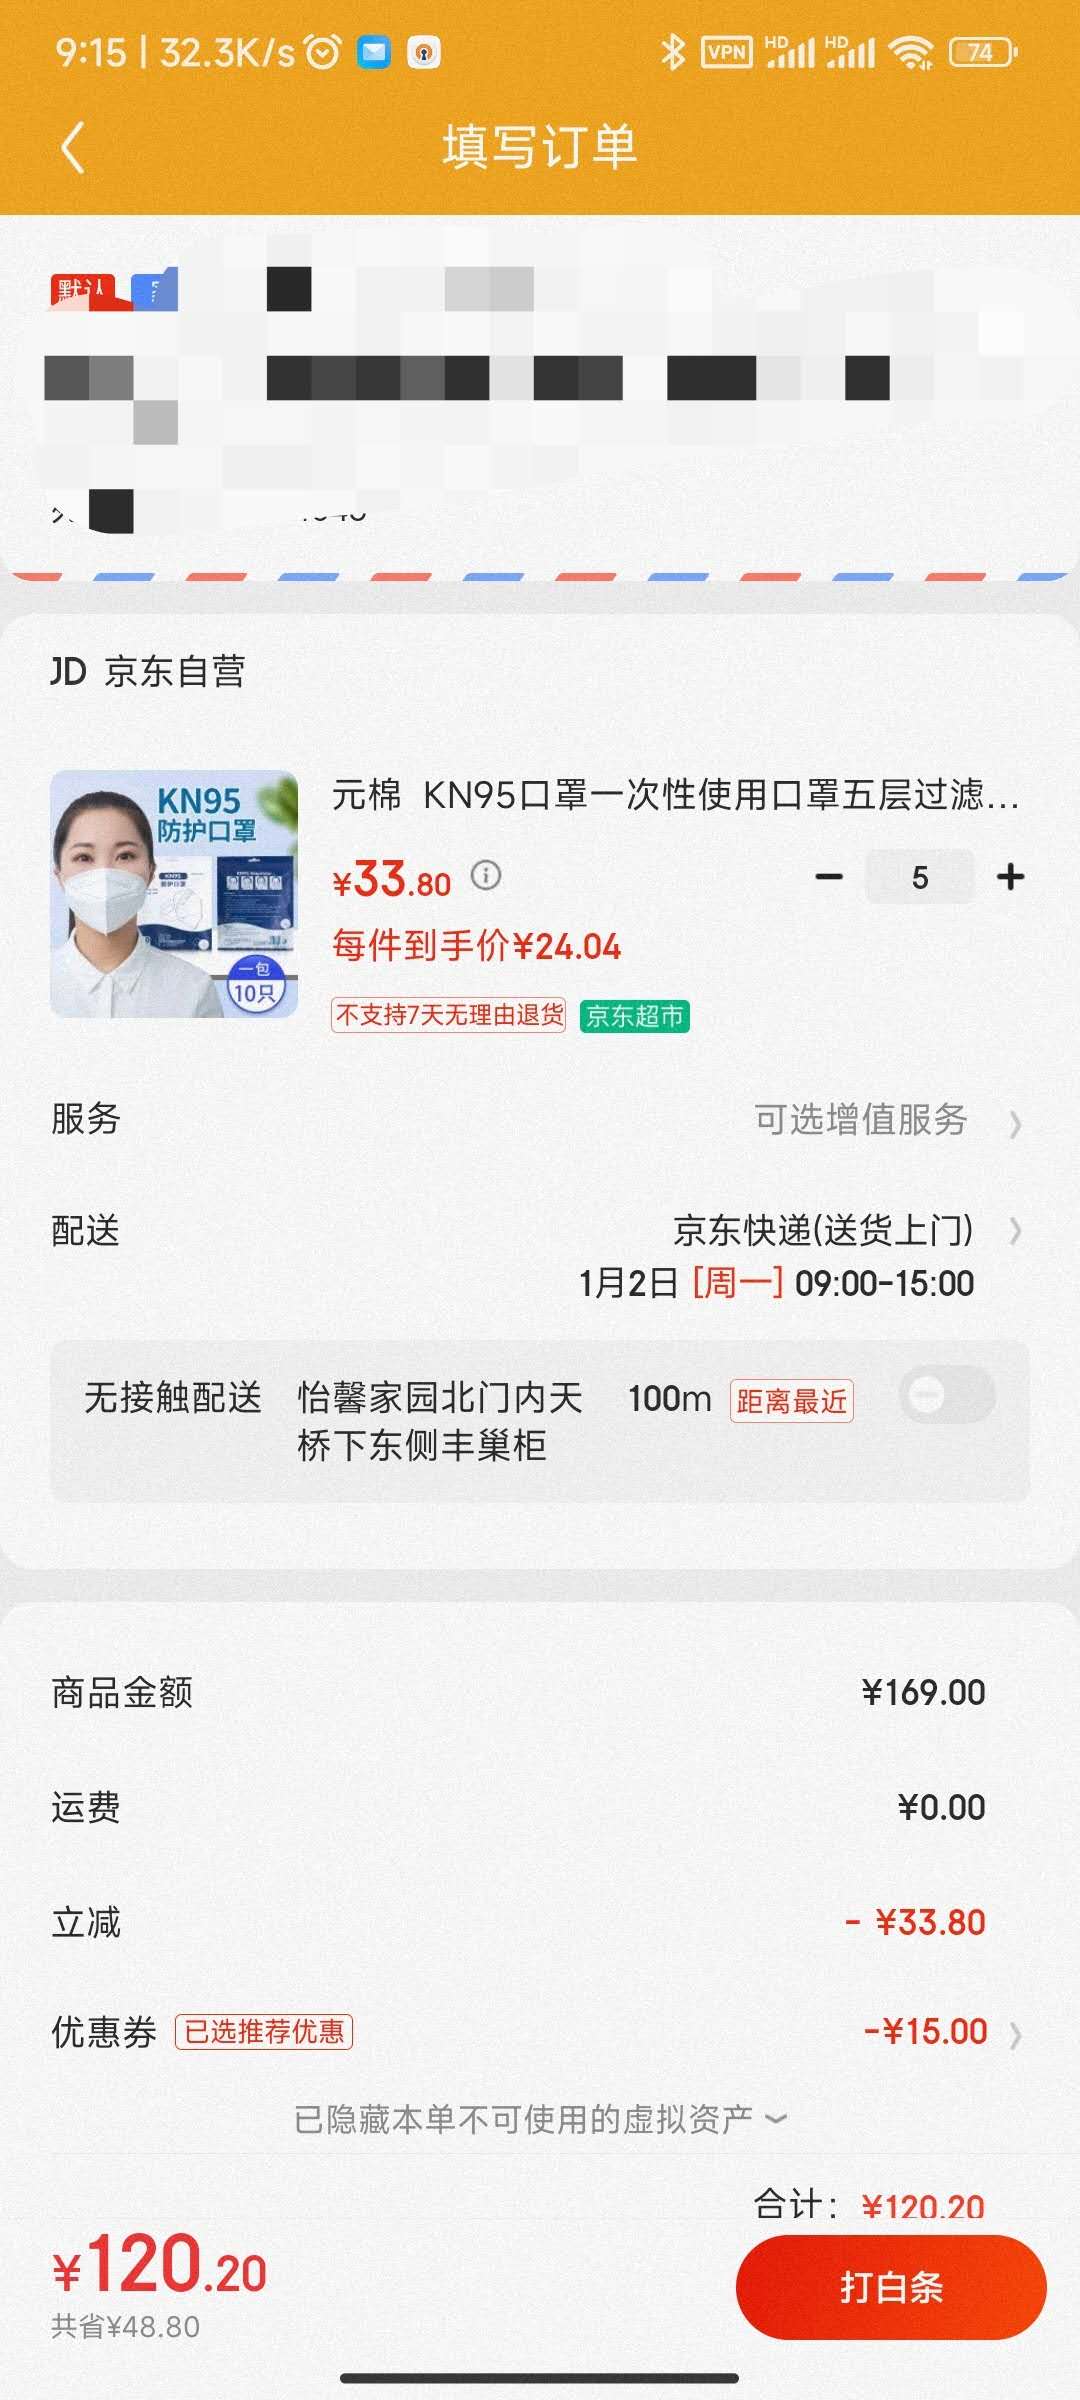 9:15 | 32.3K/s
VPN HD HD 74
填写订单
默认
JD 京东自营
KN95
防护口罩
一包
10只
元棉 KN95口罩一次性使用口罩五层过滤...
¥33.80
5
每件到手价¥24.04
不支持7天无理由退货 京东超市
服务 可选增值服务
配送 京东快递(送货上门)
1月2日 [周一] 09:00-15:00
无接触配送 怡馨家园北门内天 100m 距离最近
桥下东侧丰巢柜
商品金额 ¥169.00
运费 ¥0.00
立减 - ¥33.80
优惠券 已选推荐优惠 -¥15.00
已隐藏本单不可使用的虚拟资产
合计: ¥120.20
¥120.20
共省¥48.80
打白条